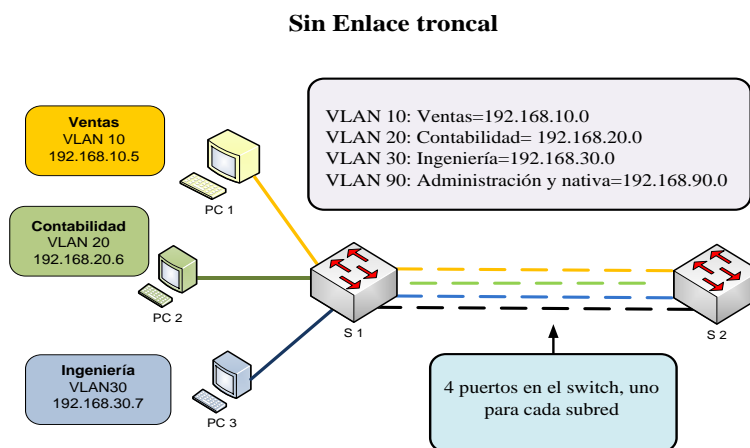 Sin Enlace troncal
Ventas
VLAN 10
192.168.10.5
PC 1
VLAN 10: Ventas=192.168.10.0
VLAN 20: Contabilidad= 192.168.20.0
VLAN 30: Ingeniería=192.168.30.0
VLAN 90: Administración y nativa=192.168.90.0
Contabilidad
VLAN 20
192.168.20.6
PC 2
S 1
S 2
Ingeniería
VLAN30
192.168.30.7
PC 3
4 puertos en el switch, uno
para cada subred